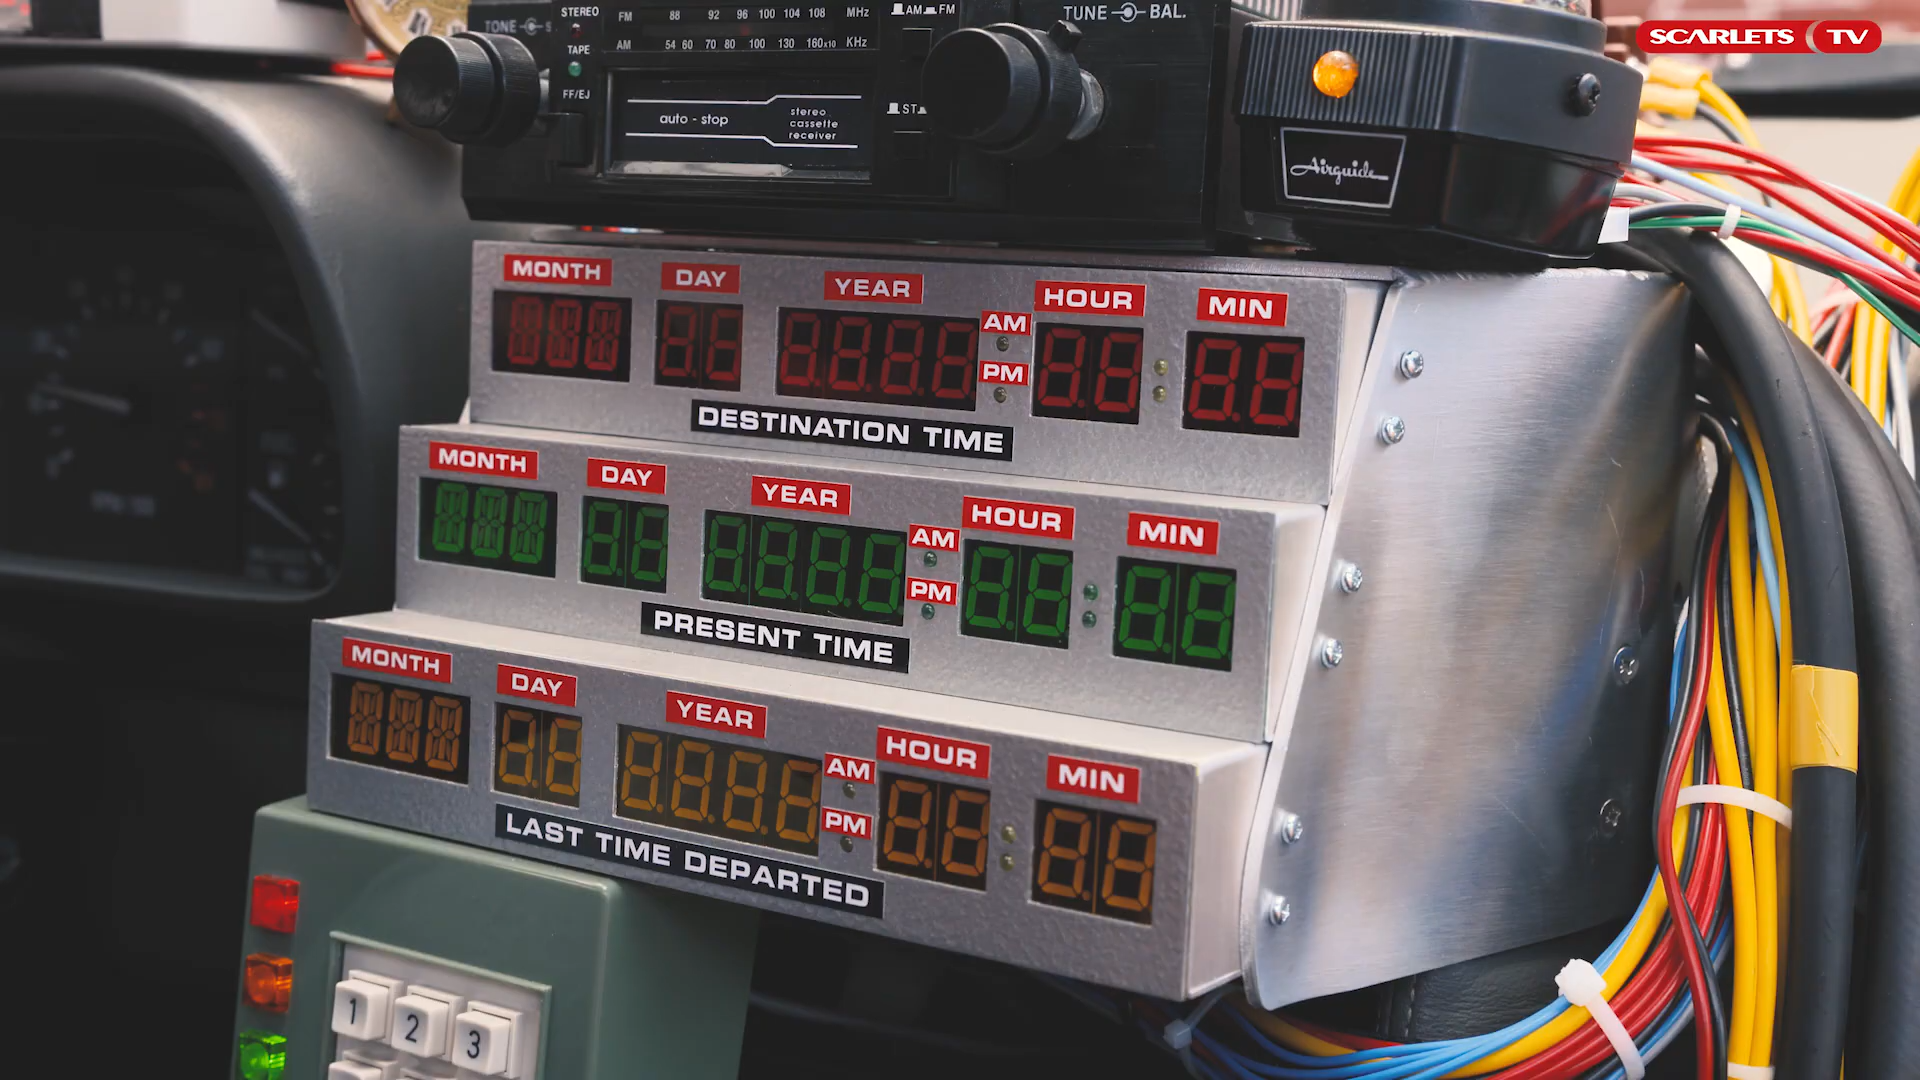 SCARLETS TV
TONE
STEREO
TAPE
FF/EJ
FM 88 92 96 100 104 108 MHz
AM 54 60 70 80 100 130 160x10 KHz
auto - stop
stereo
cassette
receiver
AM FM
ST
TUNE BAL.
Airguide
MONTH DAY YEAR AM PM HOUR MIN
DESTINATION TIME
MONTH DAY YEAR AM PM HOUR MIN
PRESENT TIME
MONTH DAY YEAR AM PM HOUR MIN
LAST TIME DEPARTED
1 2 3